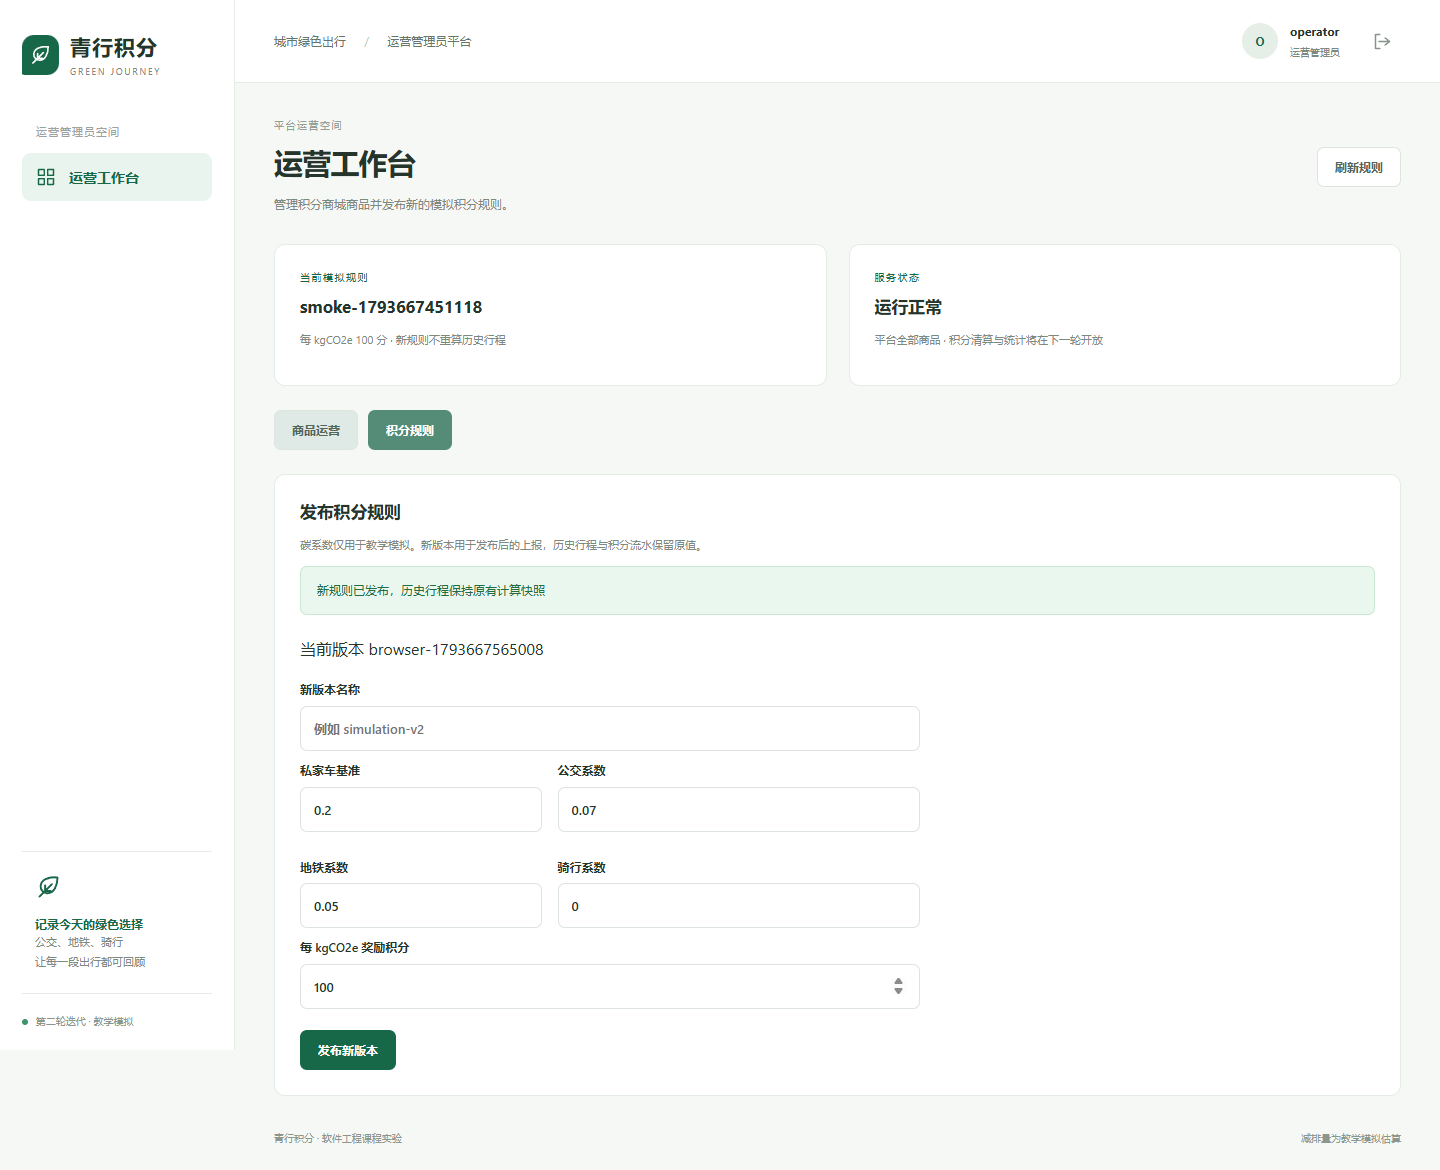 青行积分
GREEN JOURNEY
运营管理员空间
运营工作台
记录今天的绿色选择
公交、地铁、骑行
让每一段出行都可回顾
第二轮迭代 · 教学模拟
城市绿色出行 / 运营管理员平台
O
operator
运营管理员
平台运营空间
运营工作台
管理积分商城商品并发布新的模拟积分规则。
刷新规则
当前模拟规则
smoke-1793667451118
每 kgCO2e 100 分 · 新规则不重算历史行程
服务状态
运行正常
平台全部商品 · 积分清算与统计将在下一轮开放
商品运营
积分规则
发布积分规则
碳系数仅用于教学模拟。新版本用于发布后的上报，历史行程与积分流水保留原值。
新规则已发布，历史行程保持原有计算快照
当前版本 browser-1793667565008
新版本名称
例如 simulation-v2
私家车基准 公交系数
0.2 0.07
地铁系数 骑行系数
0.05 0
每 kgCO2e 奖励积分
100
发布新版本
青行积分 · 软件工程课程实验
减排量为教学模拟估算